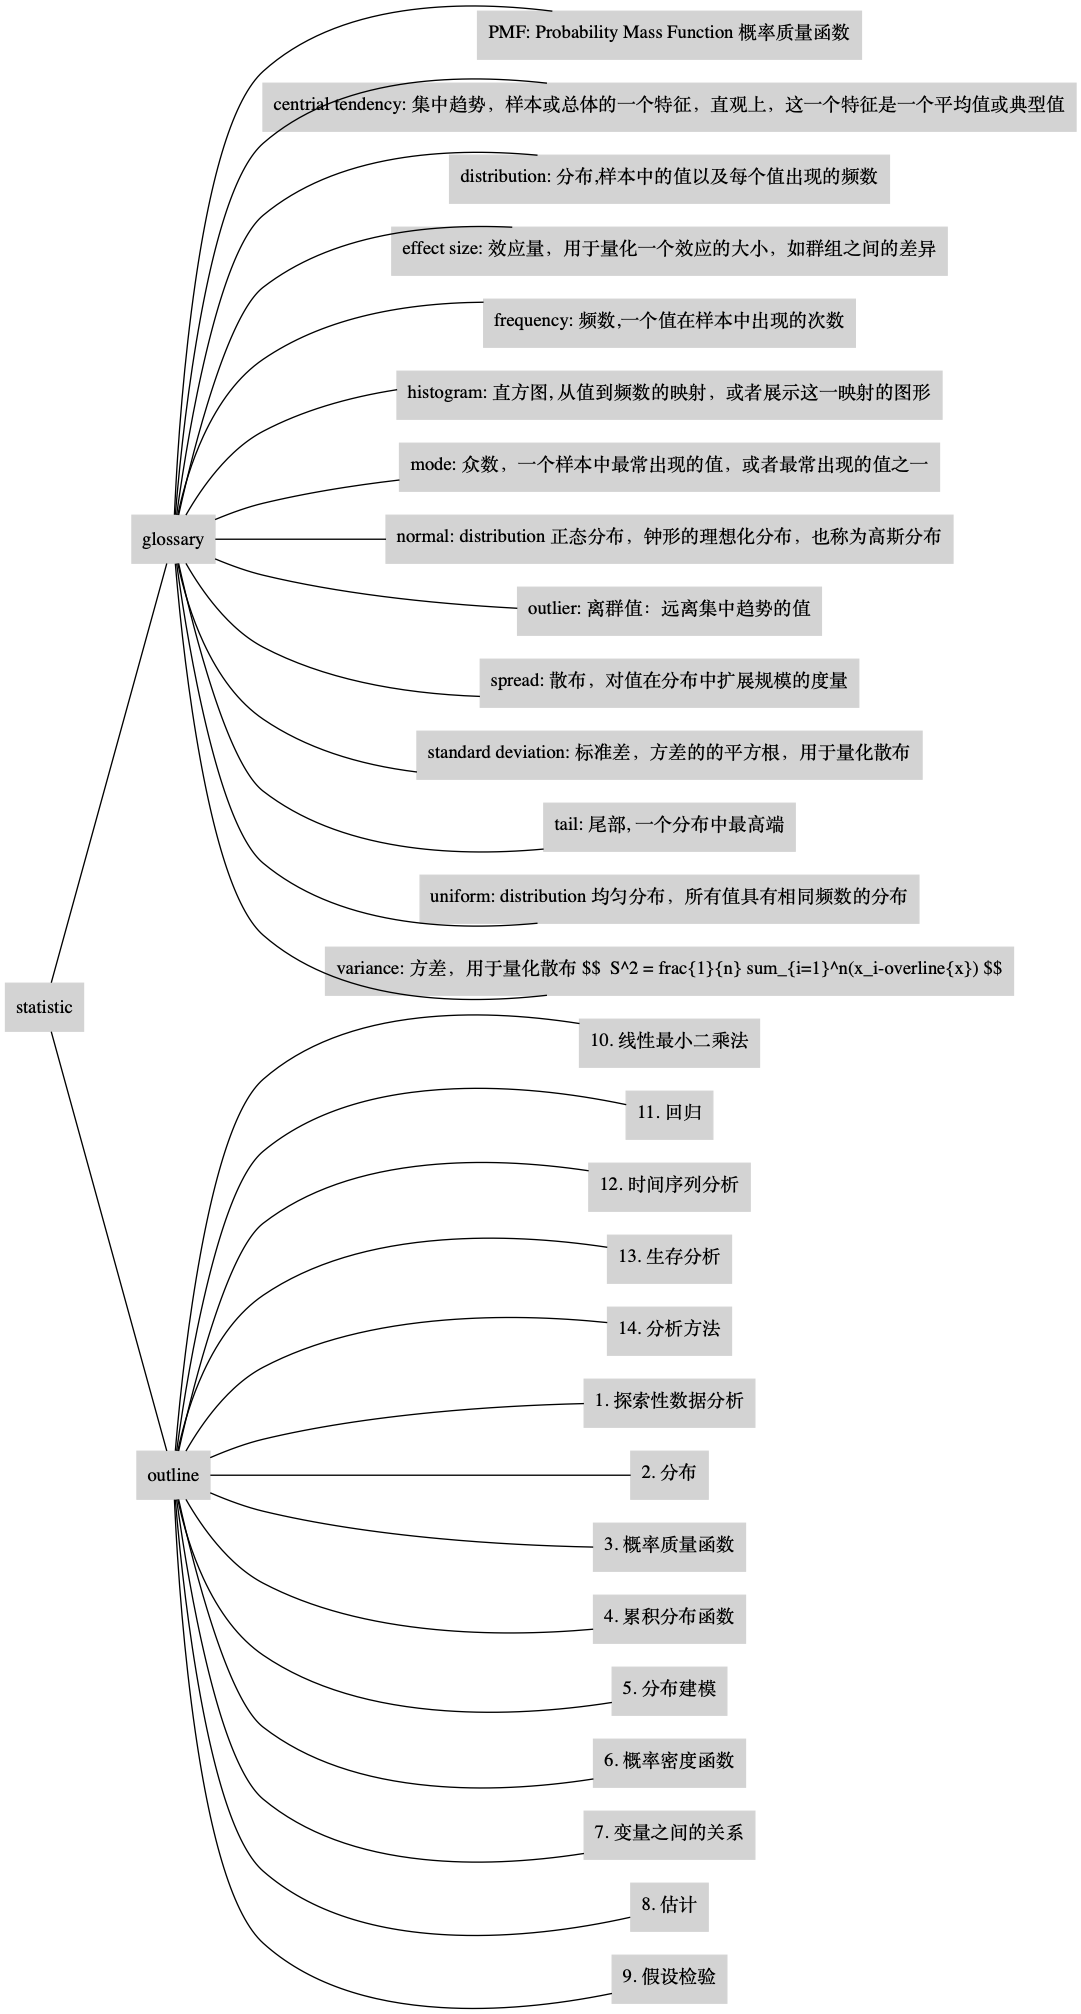 PMF: Probability Mass Function 概率质量函数
centrial tendency: 集中趋势，样本或总体的一个特征，直观上，这一个特征是一个平均值或典型值
distribution: 分布,样本中的值以及每个值出现的频数
effect size: 效应量，用于量化一个效应的大小，如群组之间的差异
frequency: 频数,一个值在样本中出现的次数
histogram: 直方图, 从值到频数的映射，或者展示这一映射的图形
mode: 众数，一个样本中最常出现的值，或者最常出现的值之一
normal: distribution 正态分布，钟形的理想化分布，也称为高斯分布
glossary
outlier: 离群值：远离集中趋势的值
spread: 散布，对值在分布中扩展规模的度量
standard deviation: 标准差，方差的的平方根，用于量化散布
tail: 尾部, 一个分布中最高端
uniform: distribution 均匀分布，所有值具有相同频数的分布
variance: 方差，用于量化散布 $$ S^2 = frac{1}{n} sum_{i=1}^n(x_i-overline{x}) $$
statistic
10. 线性最小二乘法
11. 回归
12. 时间序列分析
13. 生存分析
14. 分析方法
1. 探索性数据分析
outline
2. 分布
3. 概率质量函数
4. 累积分布函数
5. 分布建模
6. 概率密度函数
7. 变量之间的关系
8. 估计
9. 假设检验